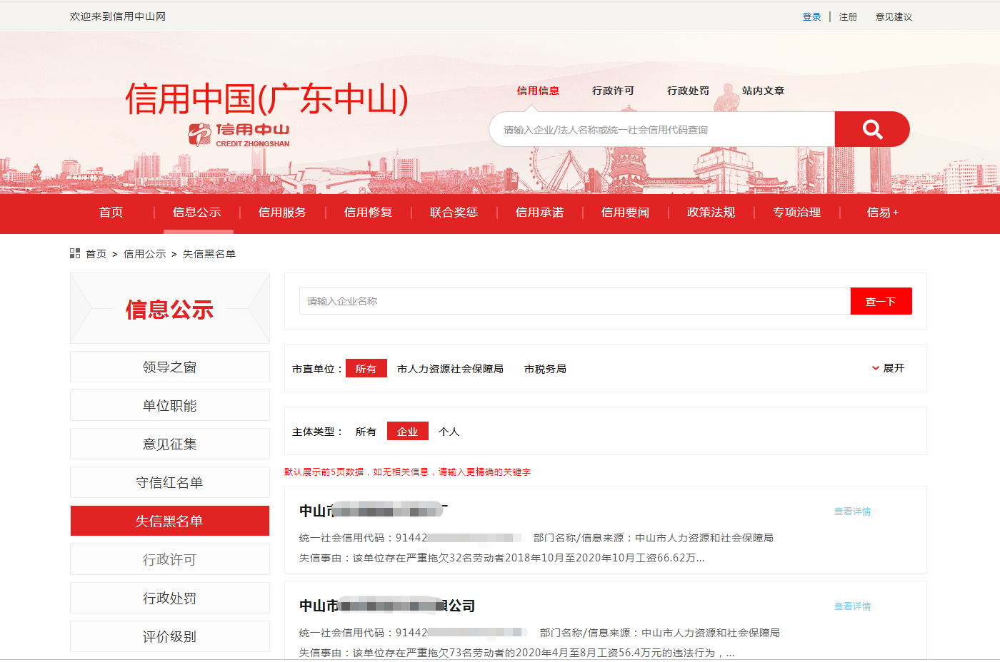 欢迎来到信用中山网
登录 | 注册 意见建议
信用中国(广东中山)
信用中山
CREDIT ZHONGSHAN
信用信息 行政许可 行政处罚 站内文章
请输入企业/法人名称或统一社会信用代码查询
首页 信息公示 信用服务 信用修复 联合奖惩 信用承诺 信用要闻 政策法规 专项治理 信易+
首页 > 信用公示 > 失信黑名单
信息公示
领导之窗
单位职能
意见征集
守信红名单
失信黑名单
行政许可
行政处罚
评价级别
请输入企业名称 查一下
市直单位： 所有 市人力资源社会保障局 市税务局 展开
主体类型： 所有 企业 个人
默认展示前5页数据，如无相关信息，请输入更精确的关键字
中山市 查看详情
统一社会信用代码：91442 部门名称/信息来源：中山市人力资源和社会保障局
失信事由：该单位存在严重拖欠32名劳动者2018年10月至2020年10月工资66.62万...
中山市 限公司 查看详情
统一社会信用代码：91442 部门名称/信息来源：中山市人力资源和社会保障局
失信事由：该单位存在严重拖欠73名劳动者的2020年4月至8月工资56.4万元的违法行为，...